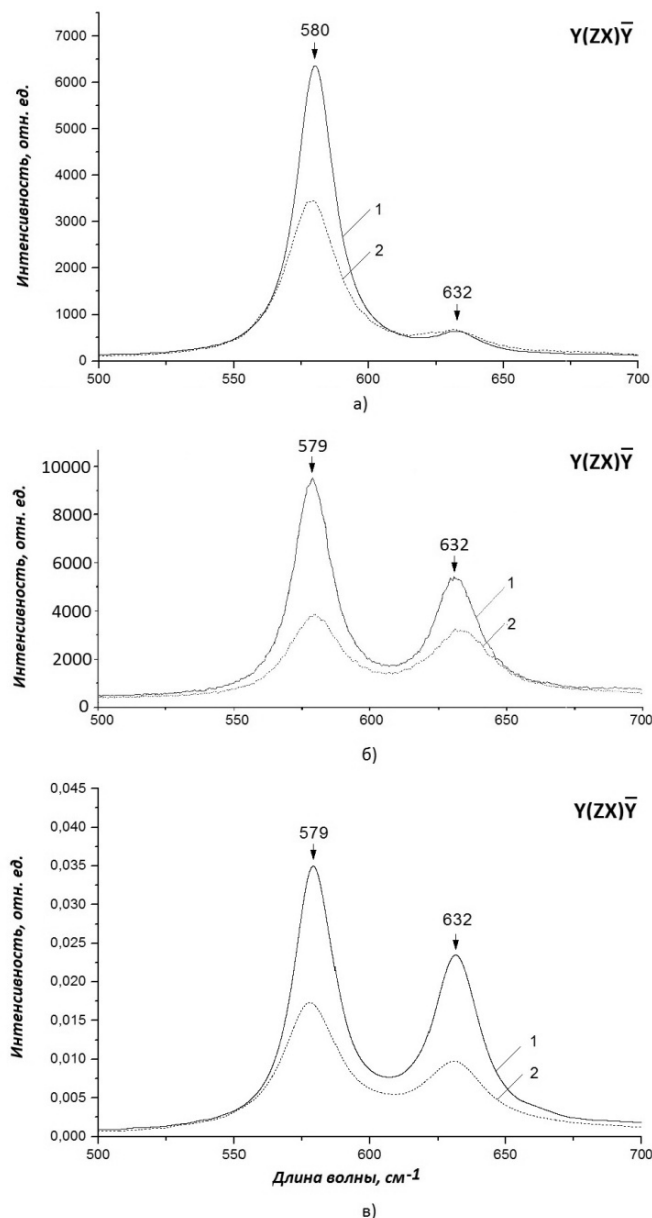 580
Y(ZX)Y̅
7000
6000
5000
4000
3000
2000
1000
0
Интенсивность, отн. ед.
1
2
632
500 550 600 650 700
а)
579
Y(ZX)Y̅
10000
8000
6000
4000
2000
0
Интенсивность, отн. ед.
632
1
2
500 550 600 650 700
б)
0,045
0,040
0,035
0,030
0,025
0,020
0,015
0,010
0,005
0,000
Интенсивность, отн. ед.
Y(ZX)Y̅
579
632
1
2
500 550 600 650 700
Длина волны, см-1
в)